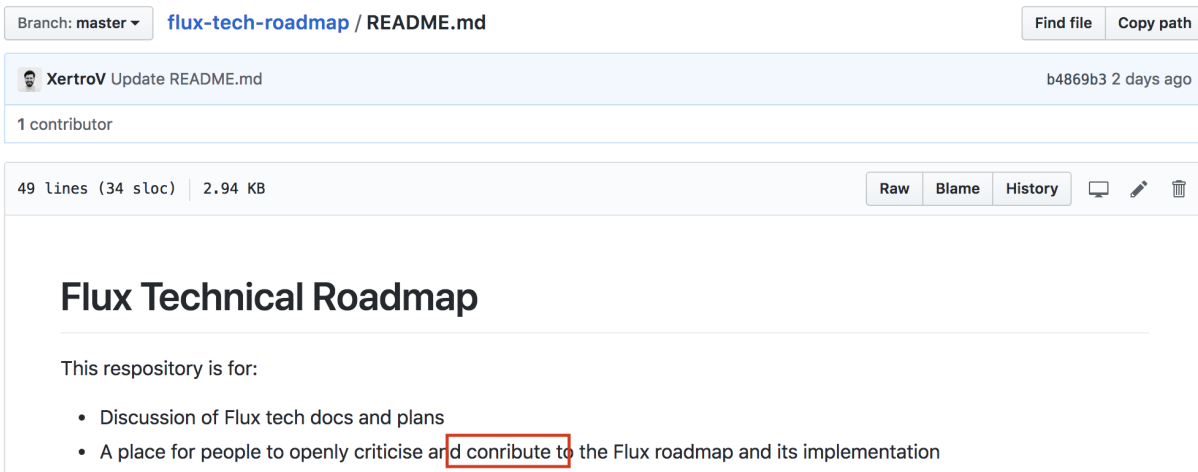 Branch: master flux-tech-roadmap / README.md Find file Copy path
XertroV Update README.md b4869b3 2 days ago
1 contributor
49 lines (34 sloc) 2.94 KB Raw Blame History
Flux Technical Roadmap
This respository is for:
• Discussion of Flux tech docs and plans
• A place for people to openly criticise and conribute to the Flux roadmap and its implementation